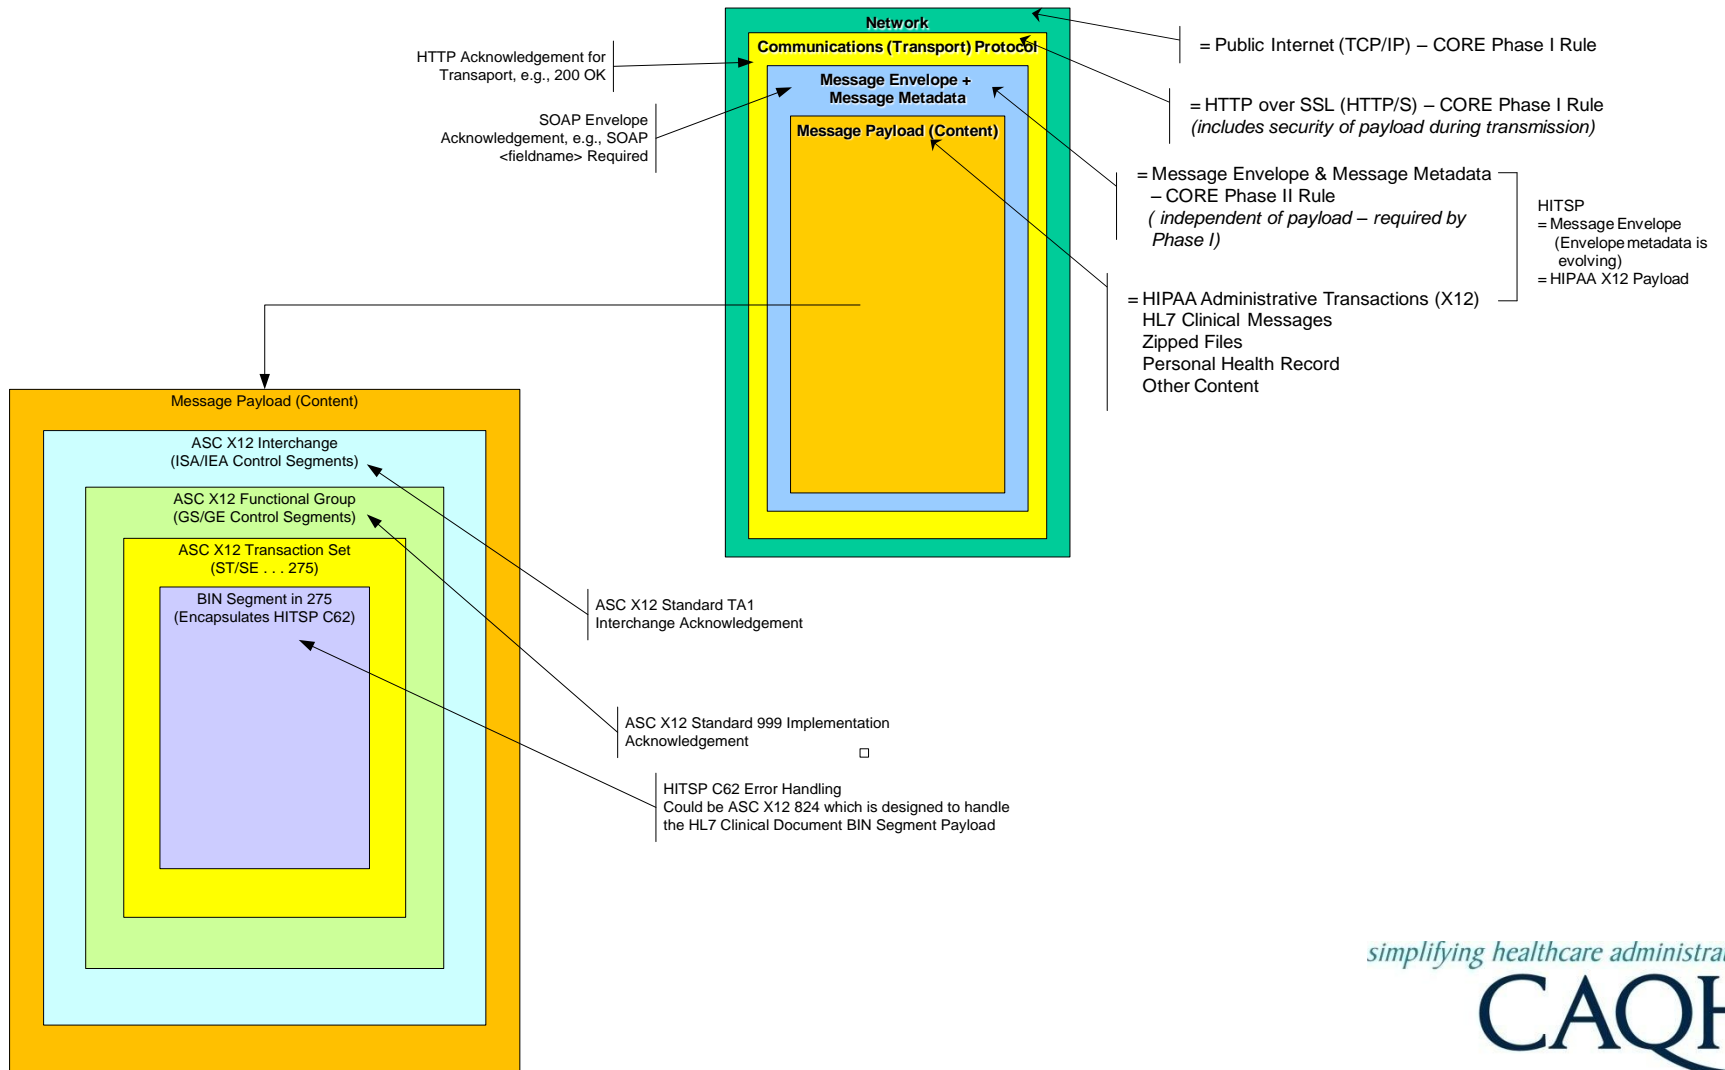 Network
Communications (Transport) Protocol
Message Envelope +
Message Metadata
Message Payload (Content)
HTTP Acknowledgement for
Transaport, e.g., 200 OK
SOAP Envelope
Acknowledgement, e.g., SOAP
<fieldname> Required
= Public Internet (TCP/IP) – CORE Phase I Rule
= HTTP over SSL (HTTP/S) – CORE Phase I Rule
(includes security of payload during transmission)
= Message Envelope & Message Metadata
– CORE Phase II Rule
( independent of payload – required by
Phase I)
HITSP
= Message Envelope
(Envelope metadata is
evolving)
= HIPAA X12 Payload
= HIPAA Administrative Transactions (X12)
HL7 Clinical Messages
Zipped Files
Personal Health Record
Other Content
Message Payload (Content)
ASC X12 Interchange
(ISA/IEA Control Segments)
ASC X12 Functional Group
(GS/GE Control Segments)
ASC X12 Transaction Set
(ST/SE . . . 275)
BIN Segment in 275
(Encapsulates HITSP C62)
ASC X12 Standard TA1
Interchange Acknowledgement
ASC X12 Standard 999 Implementation
Acknowledgement
HITSP C62 Error Handling
Could be ASC X12 824 which is designed to handle
the HL7 Clinical Document BIN Segment Payload
simplifying healthcare
CAQH